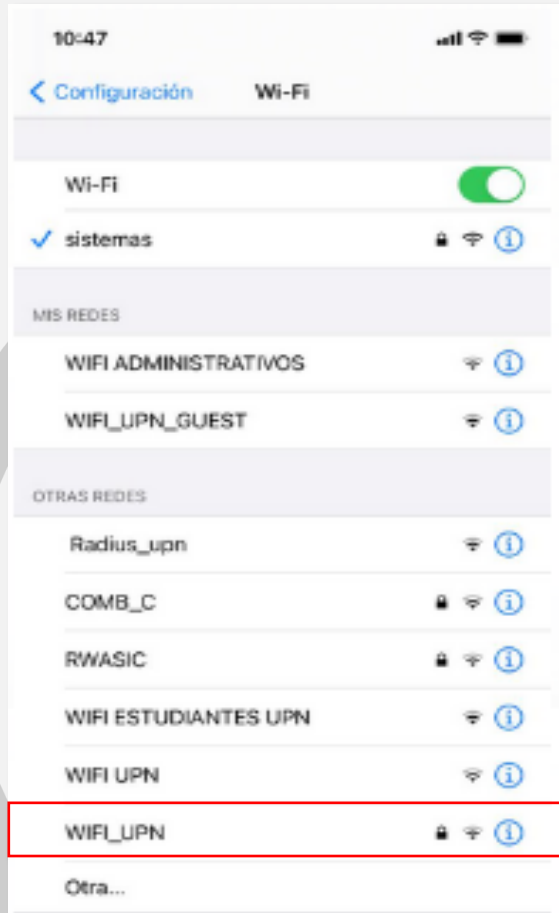 10:47
Configuración Wi-Fi
Wi-Fi
sistemas
MIS REDES
WIFI ADMINISTRATIVOS
WIFI_UPN_GUEST
OTRAS REDES
Radius_upn
COMB_C
RWASIC
WIFI ESTUDIANTES UPN
WIFI UPN
WIFI_UPN
Otra...